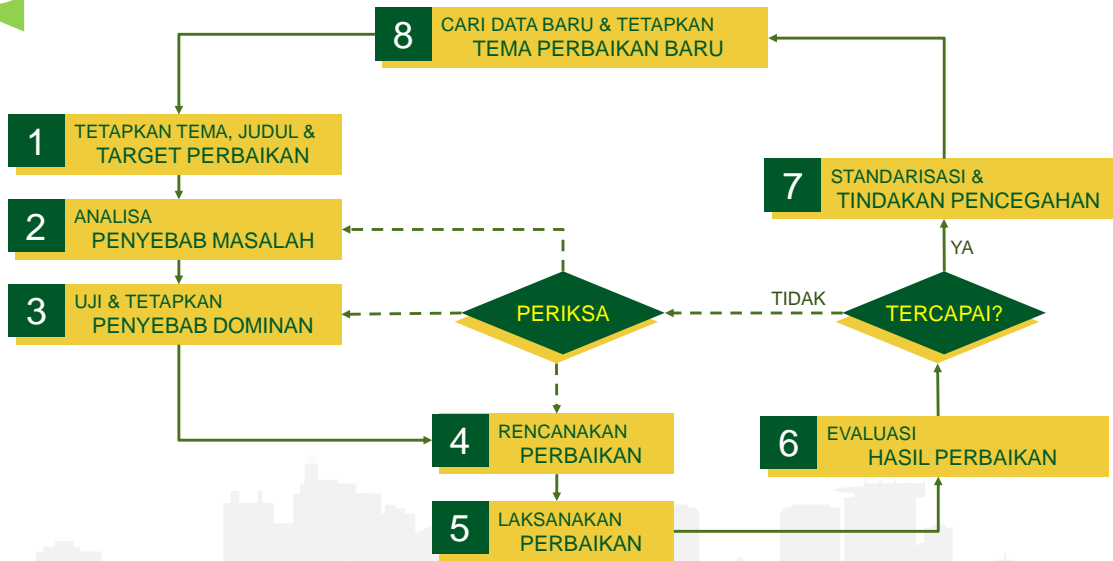 8
CARI DATA BARU & TETAPKAN
TEMA PERBAIKAN BARU
1
TETAPKAN TEMA, JUDUL &
TARGET PERBAIKAN
2
ANALISA
PENYEBAB MASALAH
3
UJI & TETAPKAN
PENYEBAB DOMINAN
PERIKSA
TIDAK
TERCAPAI?
YA
7
STANDARISASI &
TINDAKAN PENCEGAHAN
4
RENCANAKAN
PERBAIKAN
5
LAKSANAKAN
PERBAIKAN
6
EVALUASI
HASIL PERBAIKAN